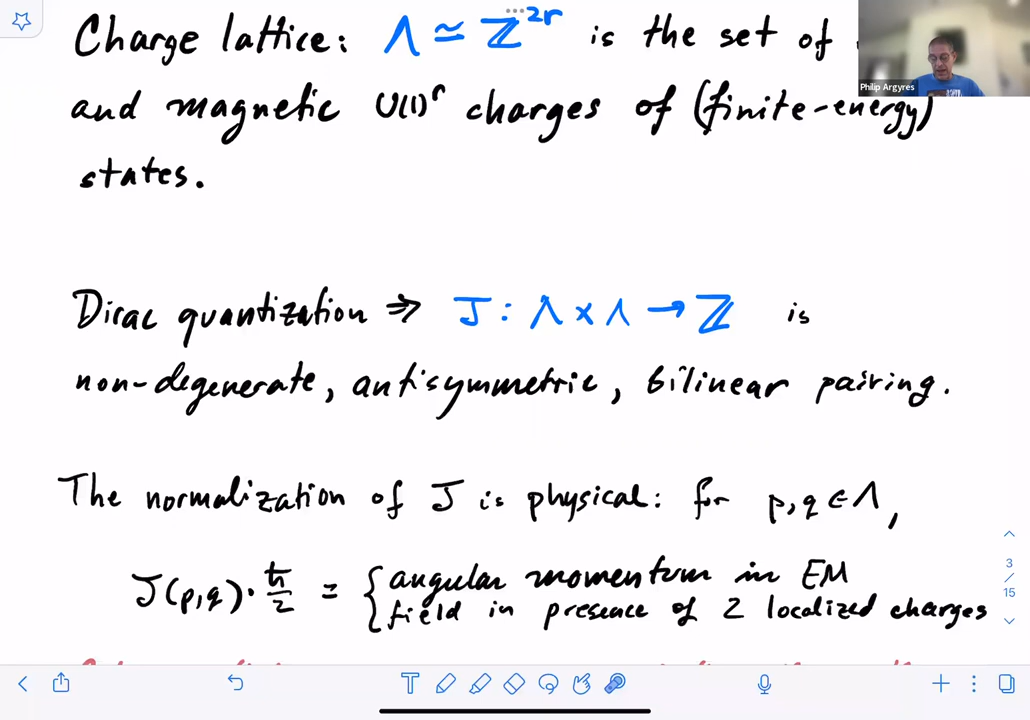 Charge lattice: Λ ≃ ℤ^2r is the set of
Philip Argyres
and magnetic U(1)^r charges of (finite-energy)
states.
Dirac quantization ⇒ J : Λ × Λ → ℤ is
non-degenerate, antisymmetric, bilinear pairing.
The normalization of J is physical: for p,q ∈ Λ,
J(p,q)·ħ/2 = { angular momentum in EM
field in presence of 2 localized charges
3
/
15
T